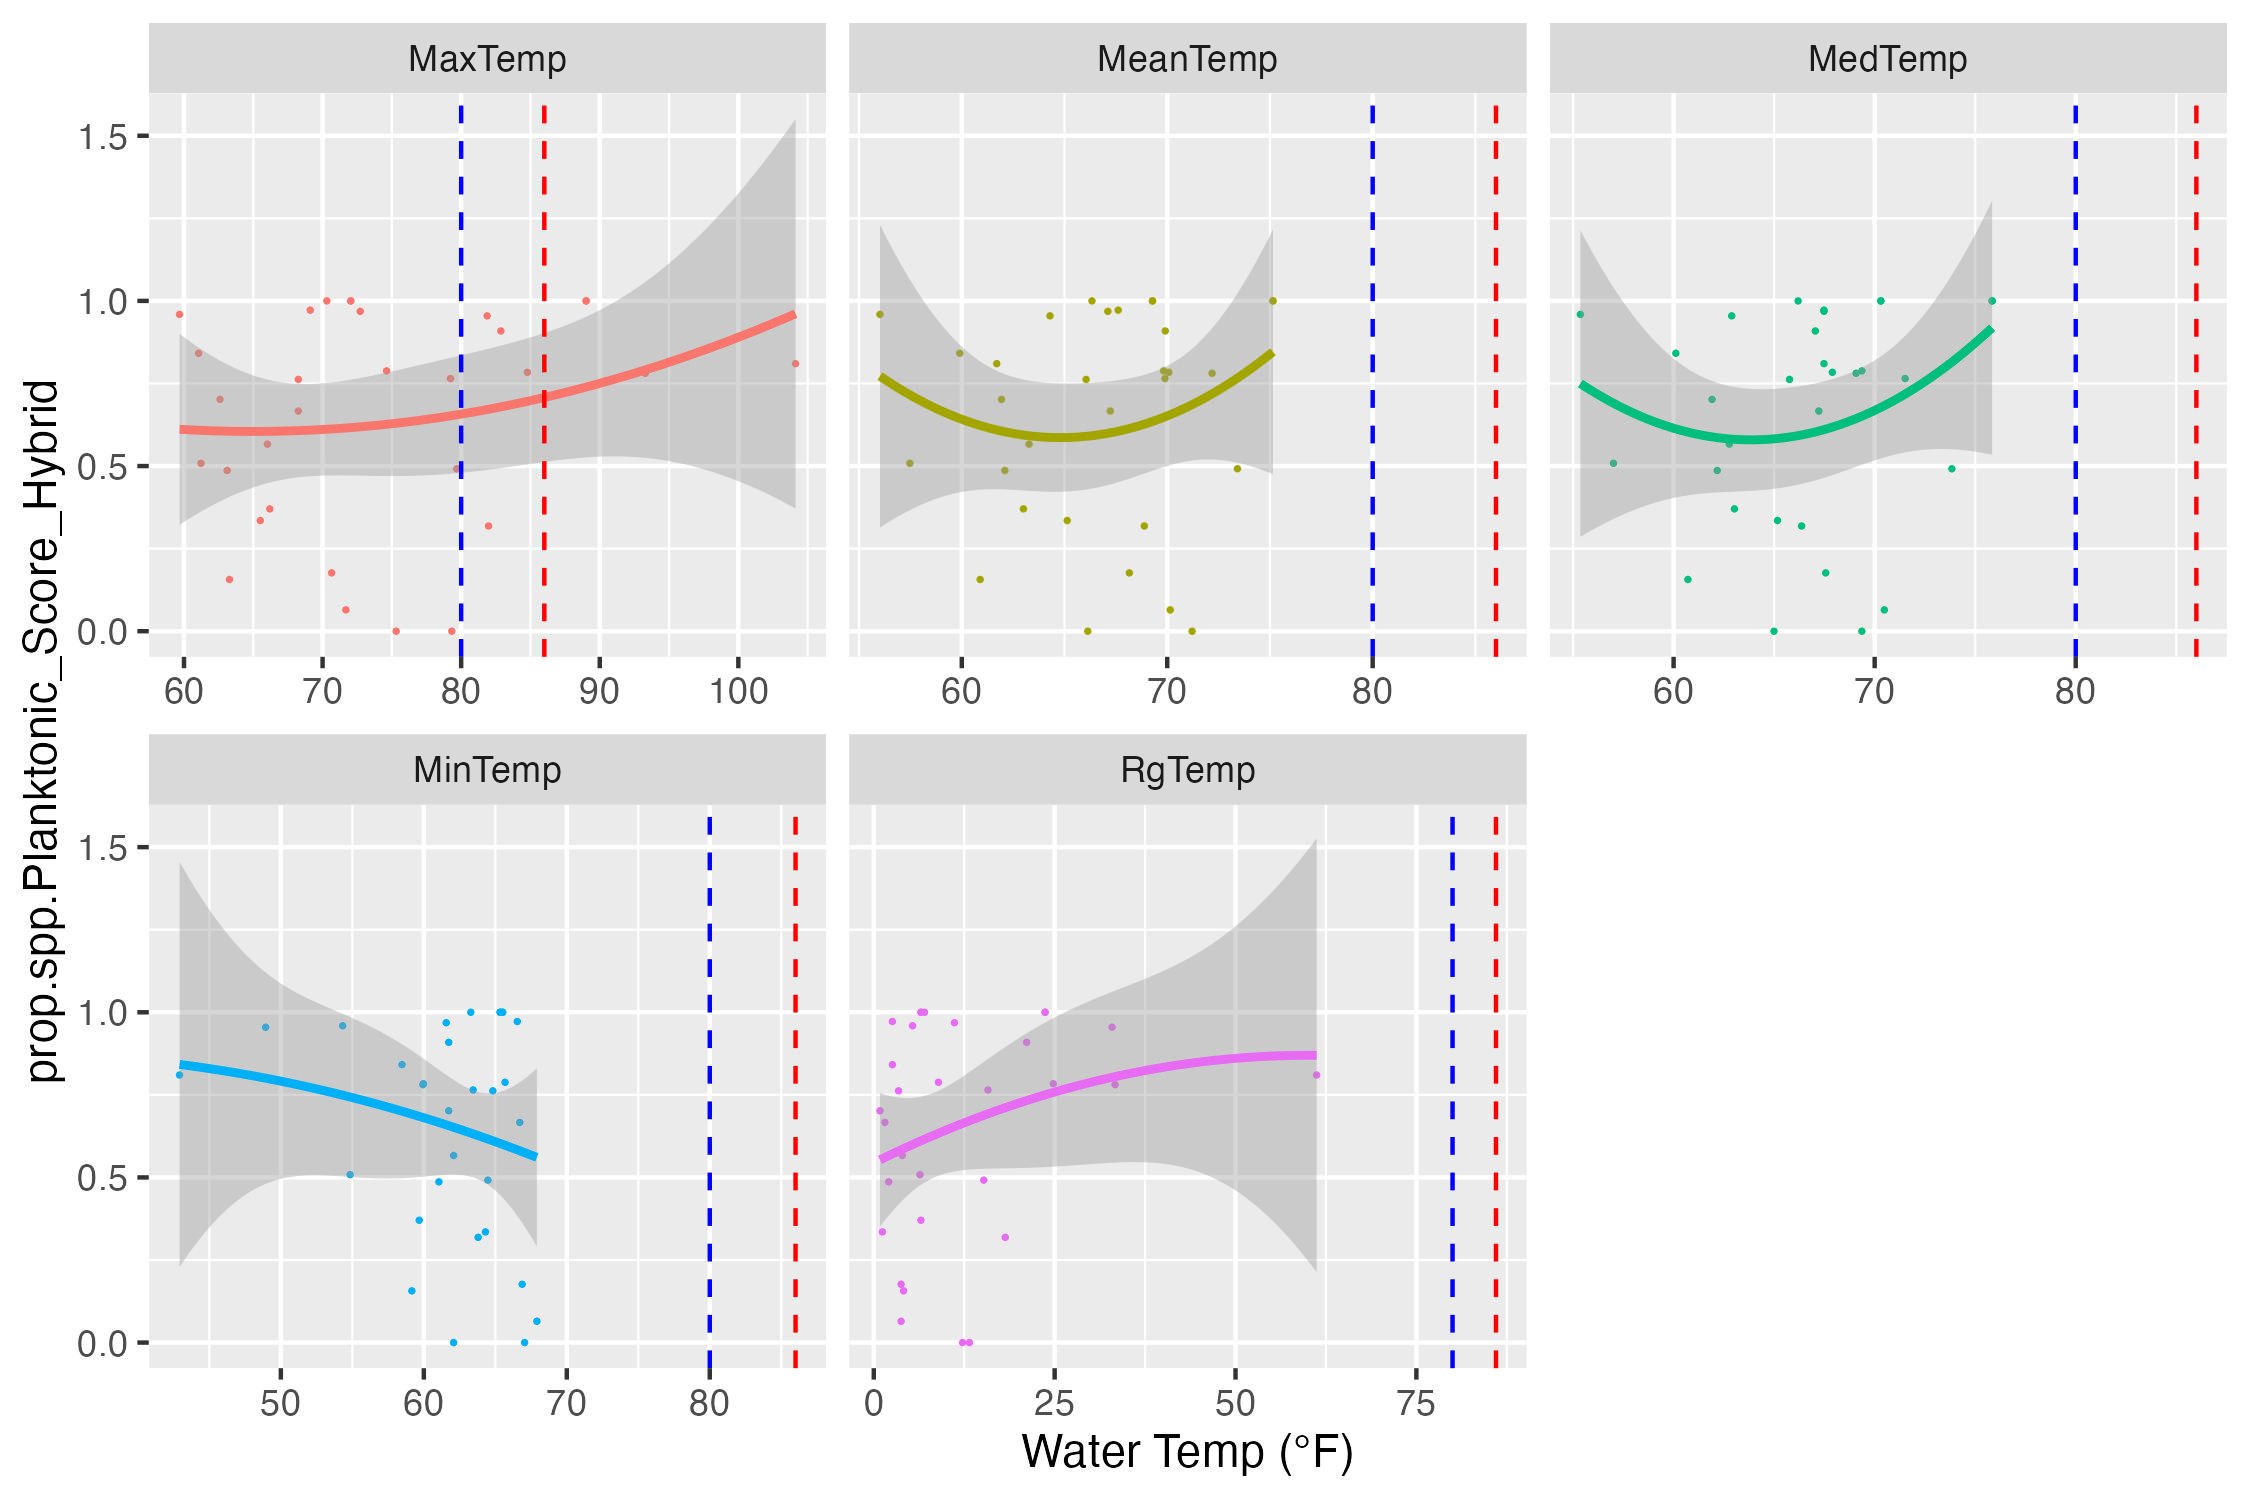 MaxTemp MeanTemp MedTemp
1.5
1.0
0.5
0.0
60 70 80 90 100 60 70 80 60 70 80
prop.spp.Planktonic_Score_Hybrid
MinTemp RgTemp
1.5
1.0
0.5
0.0
50 60 70 80 0 25 50 75
Water Temp (°F)